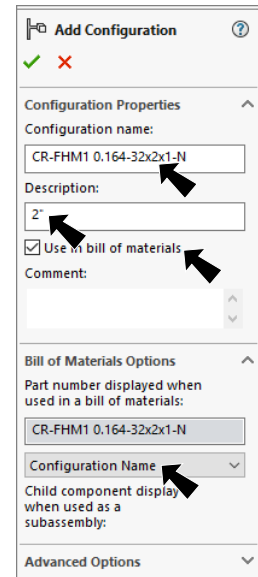 Add Configuration
Configuration Properties
Configuration name:
CR-FHM1 0.164-32x2x1-N
Description:
2"
Use in bill of materials
Comment:
Bill of Materials Options
Part number displayed when
used in a bill of materials:
CR-FHM1 0.164-32x2x1-N
Configuration Name
Child component display
when used as a
subassembly:
Advanced Options